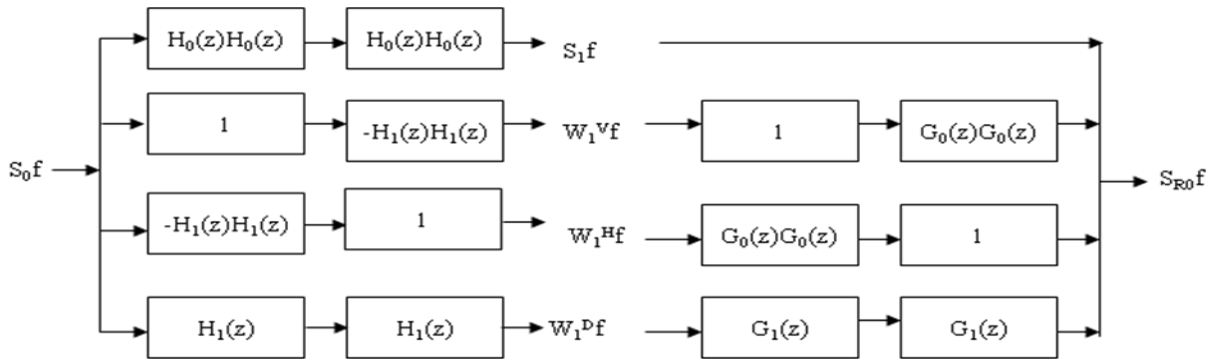 H₀(z)H₀(z) H₀(z)H₀(z) S₁f
1 -H₁(z)H₁(z) W₁ⱽf 1 G₀(z)G₀(z)
S₀f S_R0f
-H₁(z)H₁(z) 1 W₁ᴴf G₀(z)G₀(z) 1
H₁(z) H₁(z) W₁ᴰf G₁(z) G₁(z)